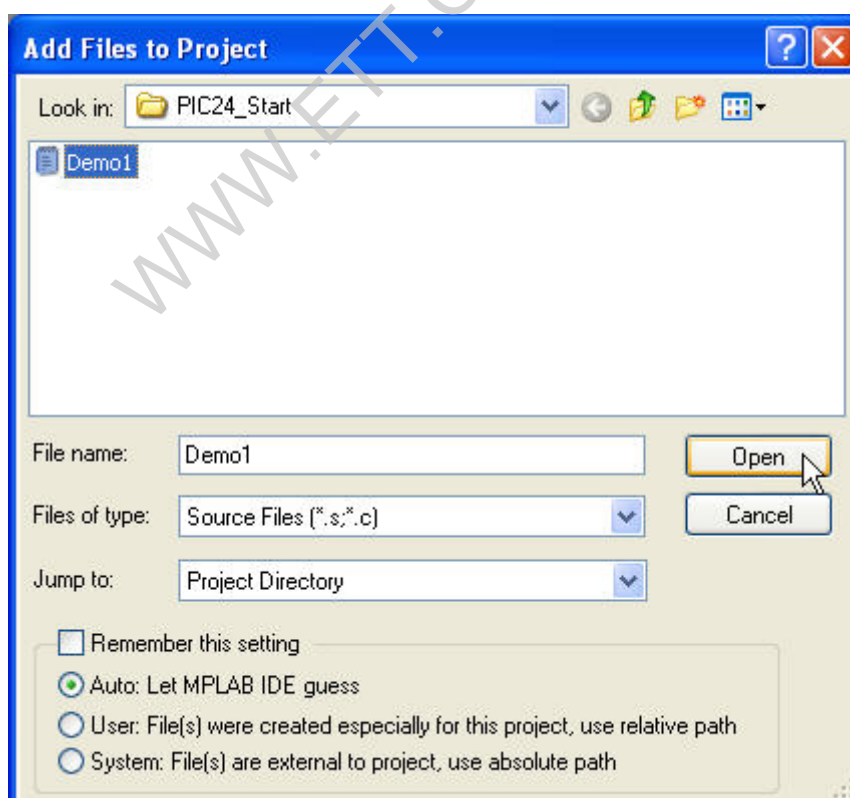 Add Files to Project
Look in: PIC24_Start
Demo1
File name: Demo1 Open
Files of type: Source Files (*.s;*.c) Cancel
Jump to: Project Directory
Remember this setting
Auto: Let MPLAB IDE guess
User: File(s) were created especially for this project, use relative path
System: File(s) are external to project, use absolute path
WWW.ETT.